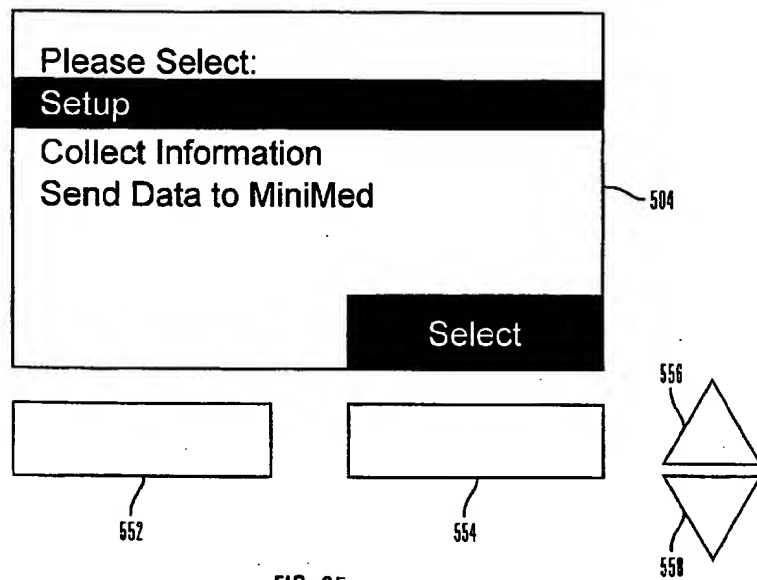 Please Select:
Setup
Collect Information
Send Data to MiniMed
504
Select
556
552
554
558